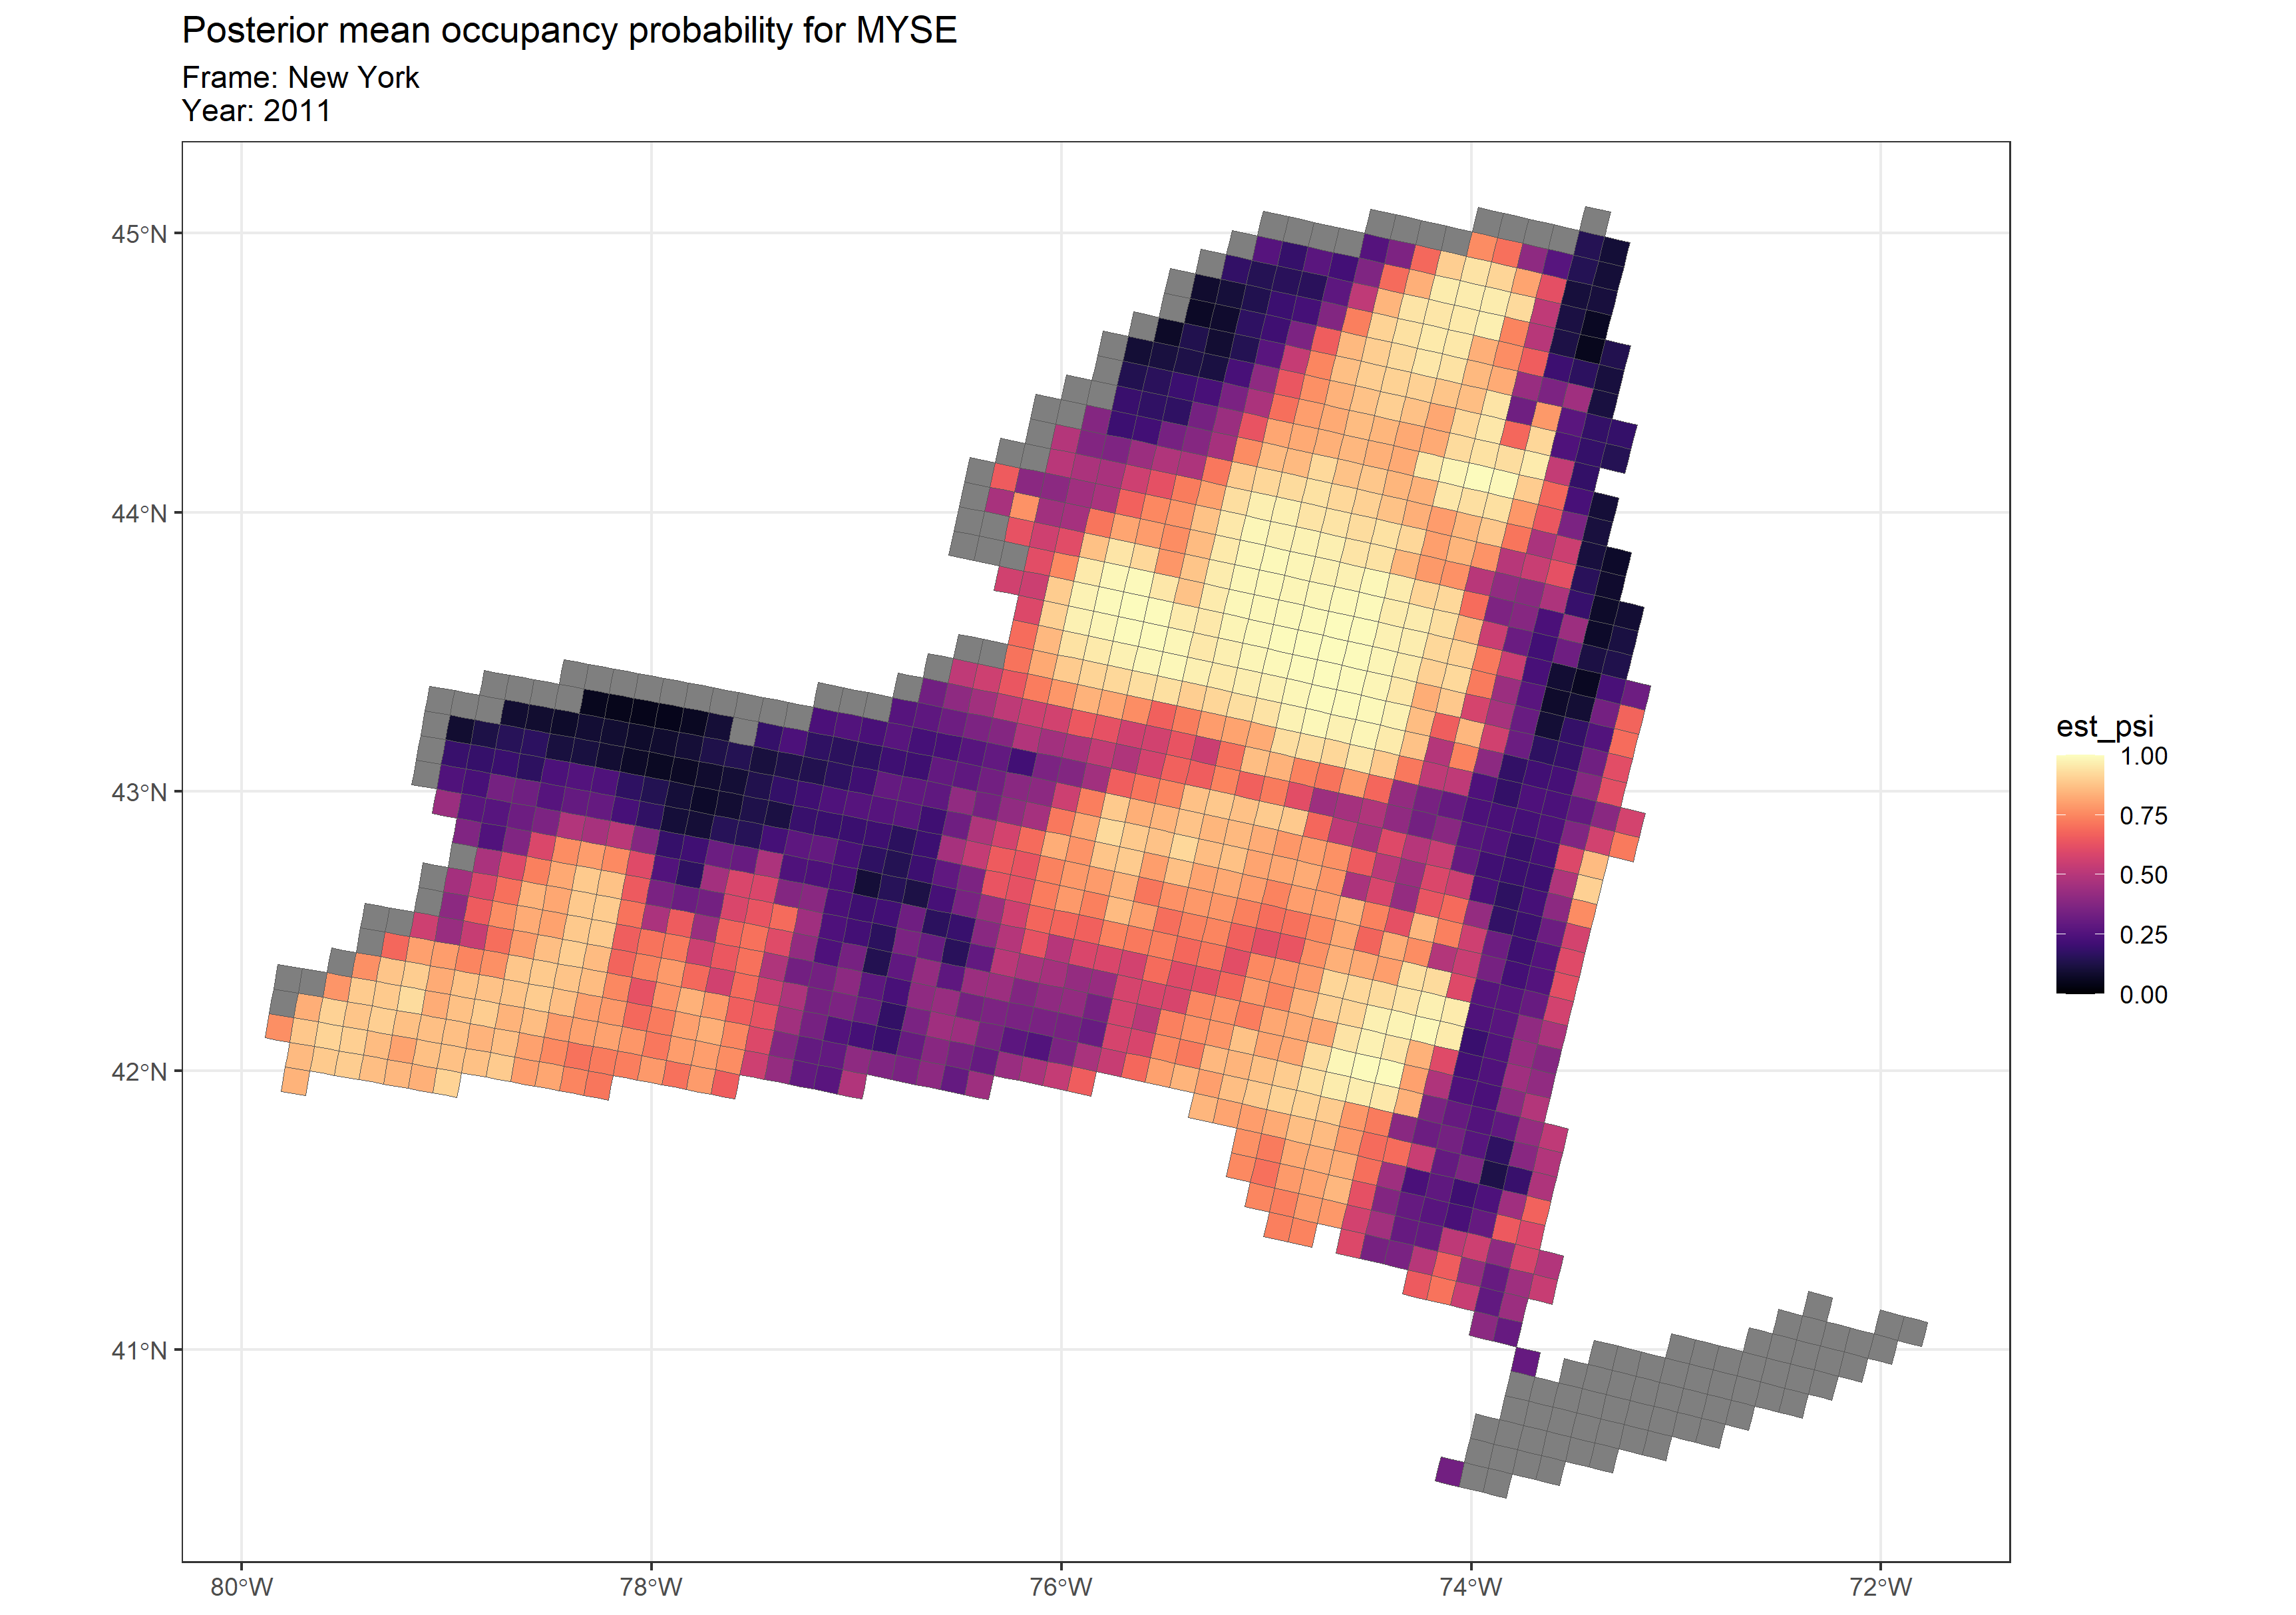 Posterior mean occupancy probability for MYSE
Frame: New York
Year: 2011
45°N
44°N
43°N
42°N
41°N
80°W
78°W
76°W
74°W
72°W
est_psi
1.00
0.75
0.50
0.25
0.00